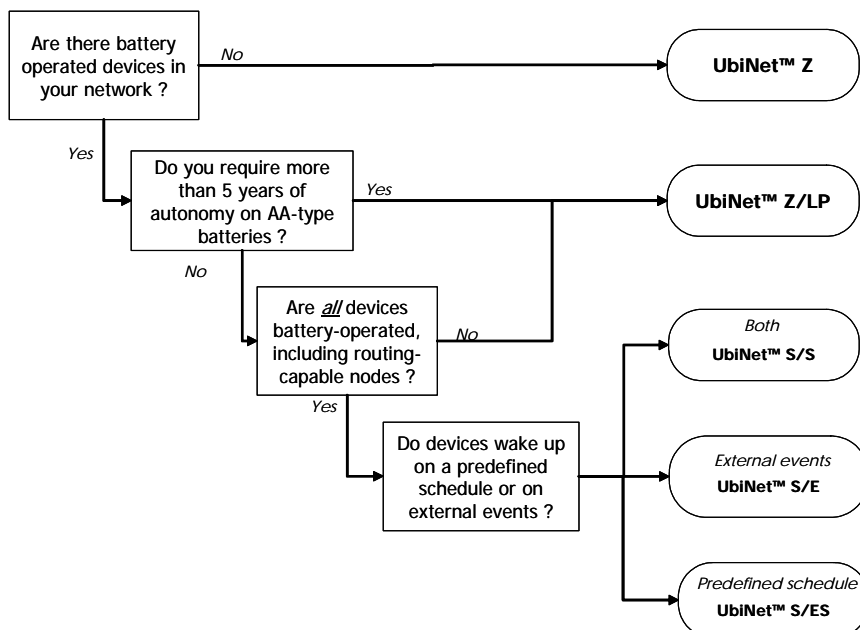 Are there battery
operated devices in
your network ?
No
UbiNet™ Z
Yes
Do you require more
than 5 years of
autonomy on AA-type
batteries ?
Yes
UbiNet™ Z/LP
No
Are all devices
battery-operated,
including routing-
capable nodes ?
No
Both
UbiNet™ S/S
Yes
Do devices wake up
on a predefined
schedule or on
external events ?
External events
UbiNet™ S/E
Predefined schedule
UbiNet™ S/ES